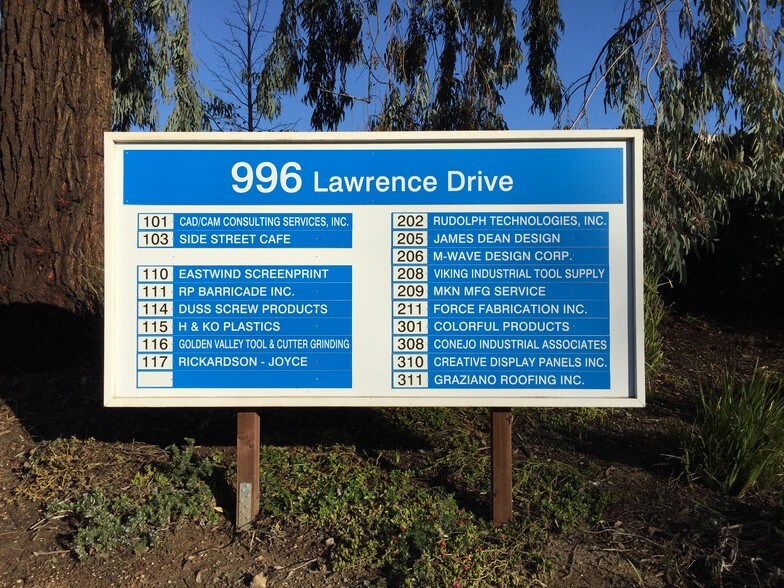 996 Lawrence Drive
101 CAD/CAM CONSULTING SERVICES, INC.
103 SIDE STREET CAFE
110 EASTWIND SCREENPRINT
111 RP BARRICADE INC.
114 DUSS SCREW PRODUCTS
115 H & KO PLASTICS
116 GOLDEN VALLEY TOOL & CUTTER GRINDING
117 RICKARDSON - JOYCE
202 RUDOLPH TECHNOLOGIES, INC.
205 JAMES DEAN DESIGN
206 M-WAVE DESIGN CORP.
208 VIKING INDUSTRIAL TOOL SUPPLY
209 MKN MFG SERVICE
211 FORCE FABRICATION INC.
301 COLORFUL PRODUCTS
308 CONEJO INDUSTRIAL ASSOCIATES
310 CREATIVE DISPLAY PANELS INC.
311 GRAZIANO ROOFING INC.